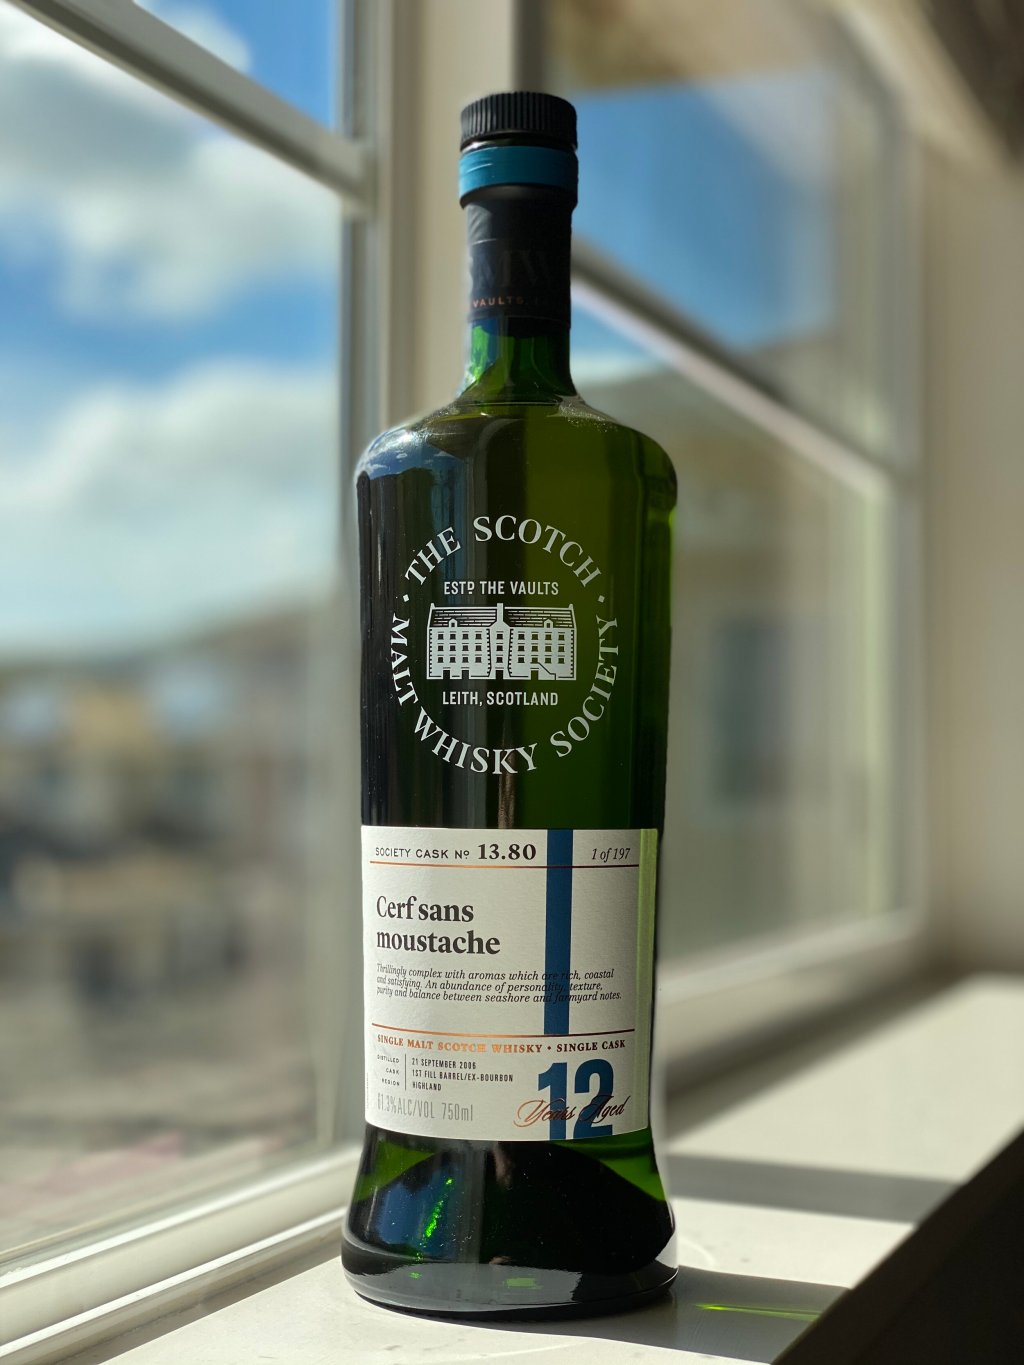 SMW
VAULTS,
THE SCOTCH
MALT WHISKY SOCIETY
ESTD THE VAULTS
LEITH, SCOTLAND
SOCIETY CASK Nº 13.80 1 of 197
Cerf sans
moustache
Thrillingly complex with aromas which are rich, coastal
and satisfying. An abundance of personality, texture,
purity and balance between seashore and farmyard notes.
SINGLE MALT SCOTCH WHISKY • SINGLE CASK
DISTILLED 21 SEPTEMBER 2006
CASK 1ST FILL BARREL/EX-BOURBON
REGION HIGHLAND
61.3%ALC/VOL 750ml
12
Years Aged